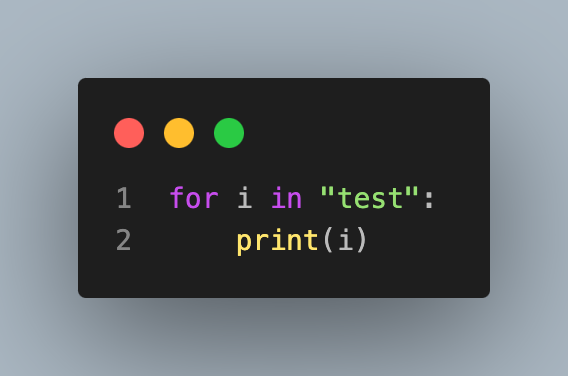 1 for i in "test":
2     print(i)